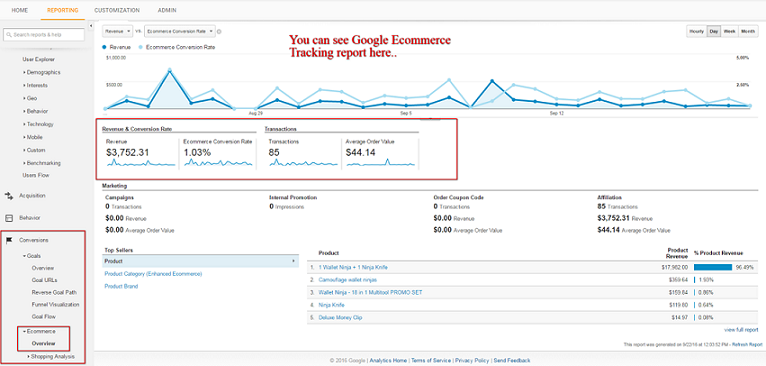 HOME REPORTING CUSTOMIZATION ADMIN
Search reports & help
User Explorer
Demographics
Interests
Geo
Behavior
Technology
Mobile
Custom
Benchmarking
Users Flow
Acquisition
Behavior
Conversions
Goals
Overview
Goal URLs
Reverse Goal Path
Funnel Visualization
Goal Flow
Ecommerce
Overview
Shopping Analysis
Revenue VS. Ecommerce Conversion Rate
Hourly Day Week Month
You can see Google Ecommerce
Tracking report here..
Revenue Ecommerce Conversion Rate
$1,000.00 5.00%
$500.00
Aug 29 Sep 5 Sep 12
Revenue & Conversion Rate Transactions
Revenue Ecommerce Conversion Rate Transactions Average Order Value
$3,752.31 1.03% 85 $44.14
Marketing
Campaigns Internal Promotion Order Coupon Code Affiliation
0 Transactions 0 Impressions 0 Transactions 85 Transactions
$0.00 Revenue $0.00 Revenue $3,752.31 Revenue
$0.00 Average Order Value $0.00 Average Order Value $44.14 Average Order Value
Top Sellers
Product
Product Category (Enhanced Ecommerce)
Product Brand
Product Product Revenue % Product Revenue
1. 1 Wallet Ninja + 1 Ninja Knife $17,962.00 96.49%
2. Camouflage wallet ninjas $359.64 1.93%
3. Wallet Ninja - 18 in 1 Multitool PROMO SET $159.84 0.86%
4. Ninja Knife $119.80 0.64%
5. Deluxe Money Clip $14.97 0.08%
view full report
This report was generated on 9/22/16 at - Refresh Report
© 2016 Google | Analytics Home | Terms of Service | Privacy Policy | Send Feedback